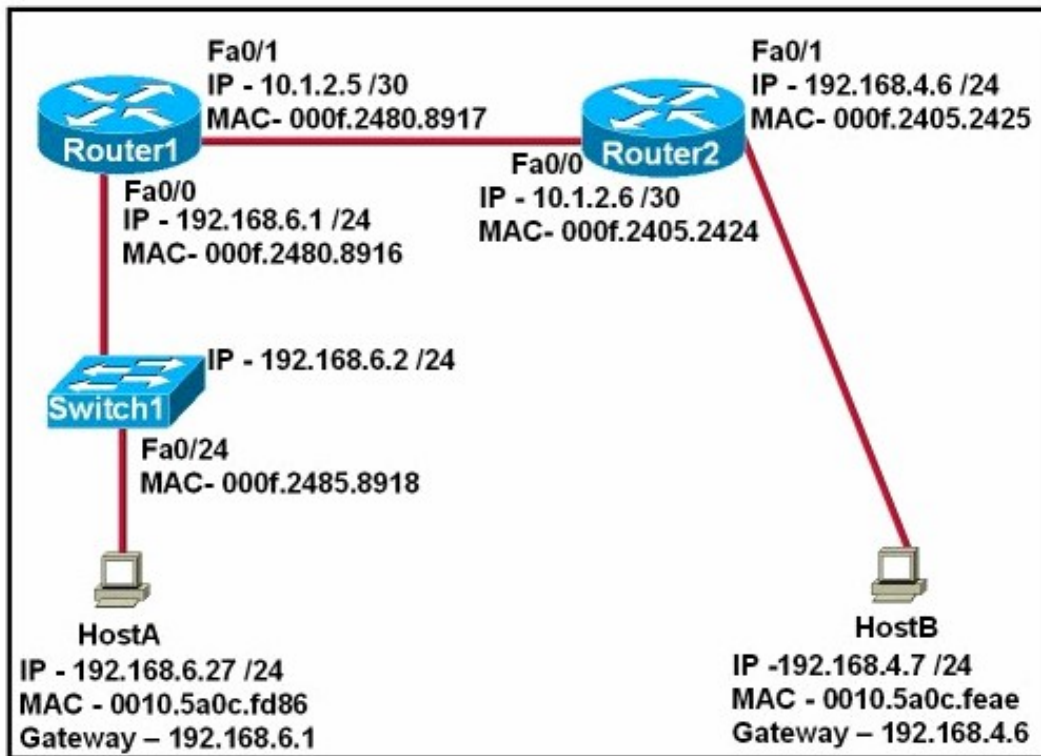 Fa0/1
IP - 10.1.2.5 /30
MAC- 000f.2480.8917
Router1
Fa0/0
IP - 192.168.6.1 /24
MAC- 000f.2480.8916
Fa0/1
IP - 192.168.4.6 /24
MAC- 000f.2405.2425
Router2
Fa0/0
IP - 10.1.2.6 /30
MAC- 000f.2405.2424
IP - 192.168.6.2 /24
Switch1
Fa0/24
MAC- 000f.2485.8918
HostA
IP - 192.168.6.27 /24
MAC - 0010.5a0c.fd86
Gateway – 192.168.6.1
HostB
IP -192.168.4.7 /24
MAC - 0010.5a0c.feae
Gateway - 192.168.4.6